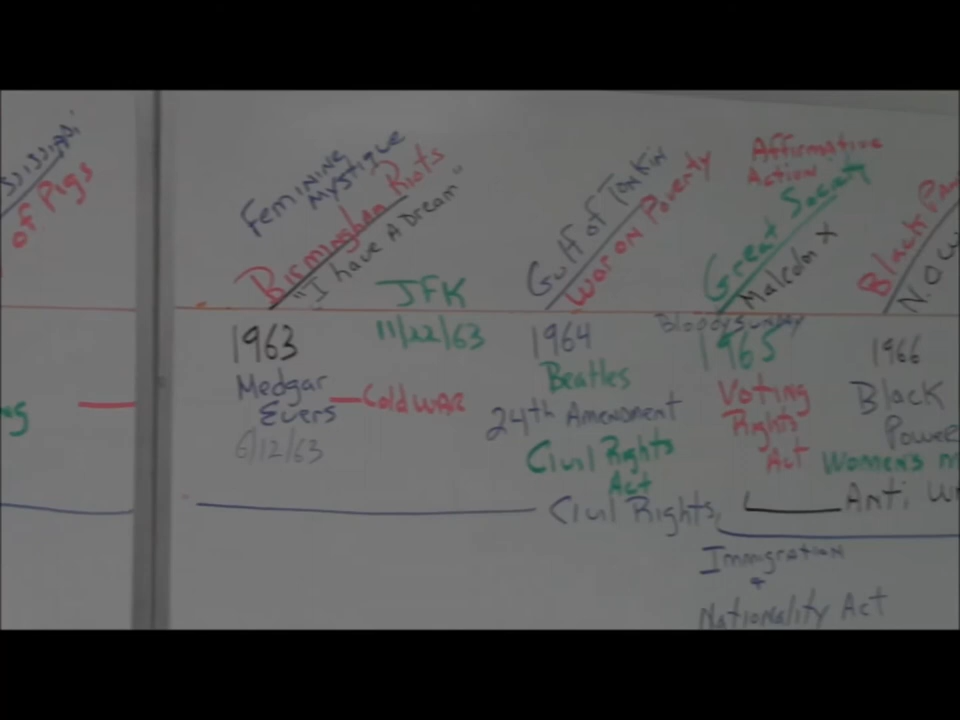 of Pigs
Feminine
Mystique
Birmingham Riots
"I have A Dream"
JFK
11/22/63
1963
Medgar
Evers
6/12/63
Cold WAR
Gulf of Tonkin
War on Poverty
1964
Beatles
24th Amendment
Civil Rights
Act
Civil Rights
Affirmative
Action
Great Society
Malcolm X
Bloody Sunday
1965
Voting
Rights
Act
Immigration
+
Nationality Act
Black
N.O.W
1966
Black
Power
Women's
Anti